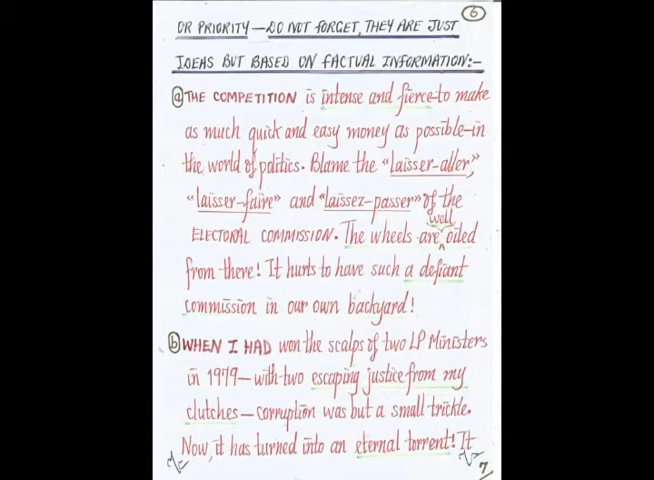 6
OR PRIORITY—DO NOT FORGET, THEY ARE JUST
IDEAS BUT BASED ON FACTUAL INFORMATION:-
(a) THE COMPETITION is intense and fierce—to make
as much quick and easy money as possible—in
the world of politics. Blame the "laisser-aller,"
"laisser-faire" and "laissez-passer" of the
well
ELECTORAL COMMISSION. The wheels are oiled
from there! It hurts to have such a defiant
commission in our own backyard!
(b) WHEN I HAD won the scalps of two LP Ministers
in 1979—with two escaping justice from my
clutches—corruption was but a small trickle.
Now, it has turned into an eternal torrent! It
7